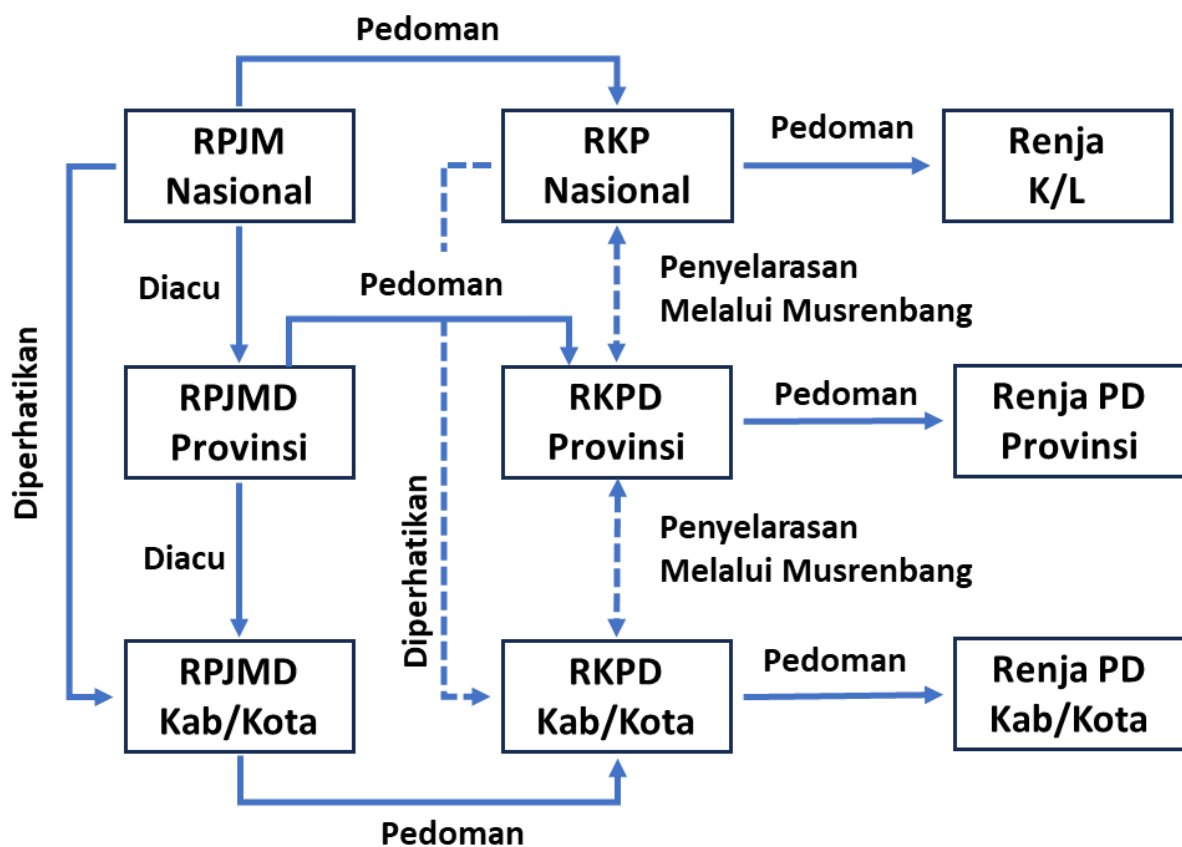 Pedoman
RPJM
Nasional
RKP
Nasional
Pedoman
Renja
K/L
Diacu
Pedoman
Penyelarasan
Melalui Musrenbang
Diperhatikan
RPJMD
Provinsi
RKPD
Provinsi
Pedoman
Renja PD
Provinsi
Diacu
Diperhatikan
Penyelarasan
Melalui Musrenbang
RPJMD
Kab/Kota
RKPD
Kab/Kota
Pedoman
Renja PD
Kab/Kota
Pedoman